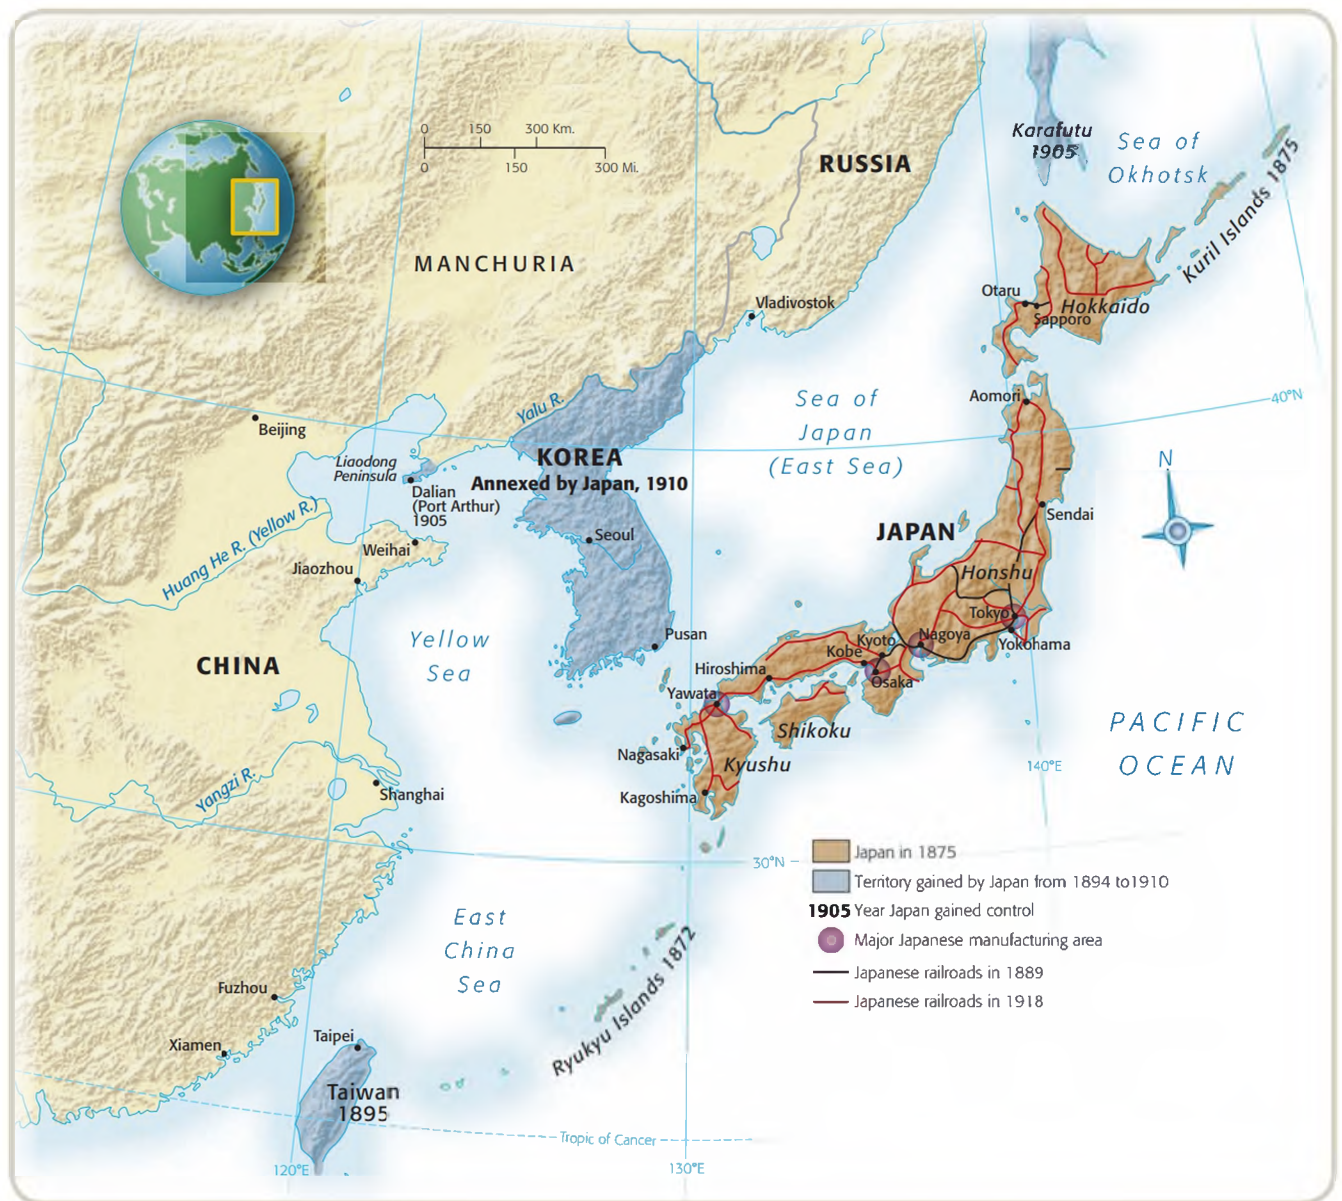 0 150 300 Km.
0 150 300 Mi.
RUSSIA
Karafutu
1905
Sea of
Okhotsk
Kuril Islands 1875
MANCHURIA
Vladivostok
Otaru
Hokkaido
Sapporo
Aomori
40°N
Sea of
Japan
(East Sea)
Yalu R.
Beijing
Liaodong
Peninsula
Dalian
(Port Arthur)
1905
KOREA
Annexed by Japan, 1910
Seoul
N
Sendai
JAPAN
Huang He R. (Yellow R.)
Weihai
Jiaozhou
Honshu
Tokyo
Yokohama
Nagoya
Kyoto
Kobe
Osaka
Pusan
Yellow
Sea
CHINA
Hiroshima
Yawata
Shikoku
Nagasaki
Kyushu
Kagoshima
PACIFIC
OCEAN
140°E
Yangzi R.
Shanghai
30°N
Japan in 1875
Territory gained by Japan from 1894 to1910
1905 Year Japan gained control
Major Japanese manufacturing area
Japanese railroads in 1889
Japanese railroads in 1918
East
China
Sea
Ryukyu Islands 1872
Fuzhou
Xiamen
Taipei
Taiwan
1895
Tropic of Cancer
120°E
130°E